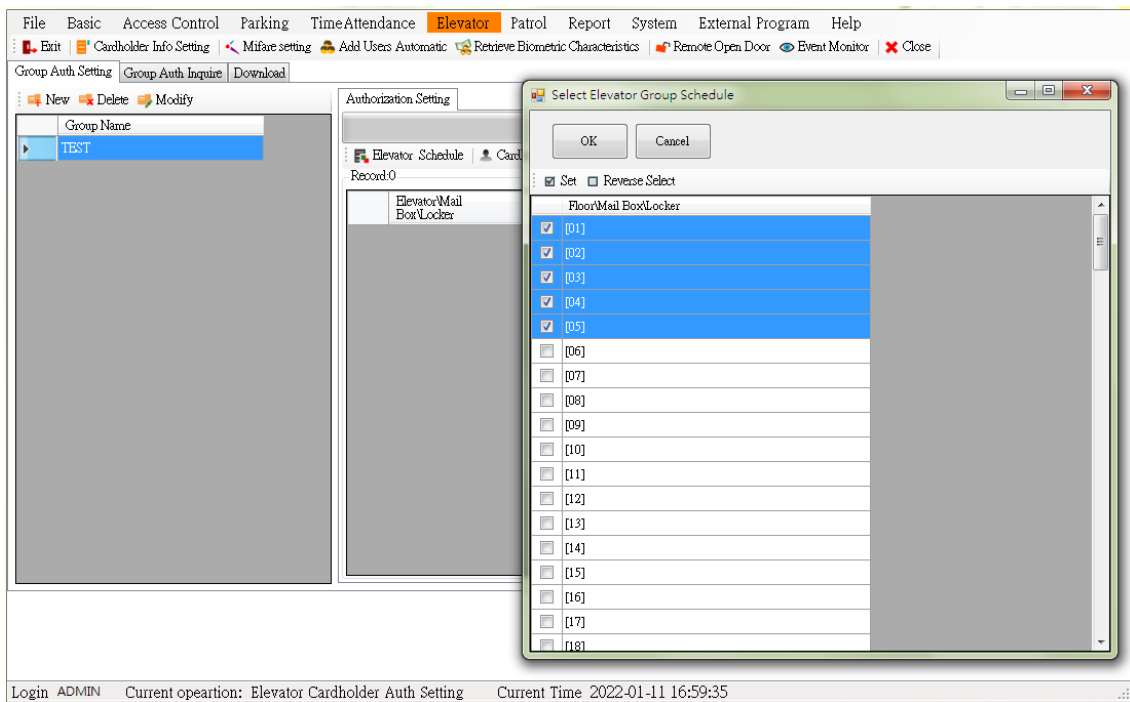 File Basic Access Control Parking TimeAttendance Elevator Patrol Report System External Program Help
Exit Cardholder Info Setting Mifare setting Add Users Automatic Retrieve Biometric Characteristics Remote Open Door Event Monitor Close
Group Auth Setting Group Auth Inquire Download
New Delete Modify
Group Name
TEST
Authorization Setting
Elevator Schedule Card
Record:0
Elevator\Mail
Box\Locker
Select Elevator Group Schedule
OK Cancel
Set Reverse Select
Floor\Mail Box\Locker
[01]
[02]
[03]
[04]
[05]
[06]
[07]
[08]
[09]
[10]
[11]
[12]
[13]
[14]
[15]
[16]
[17]
[18]
Login ADMIN Current opeartion: Elevator Cardholder Auth Setting Current Time 2022-01-11 16:59:35